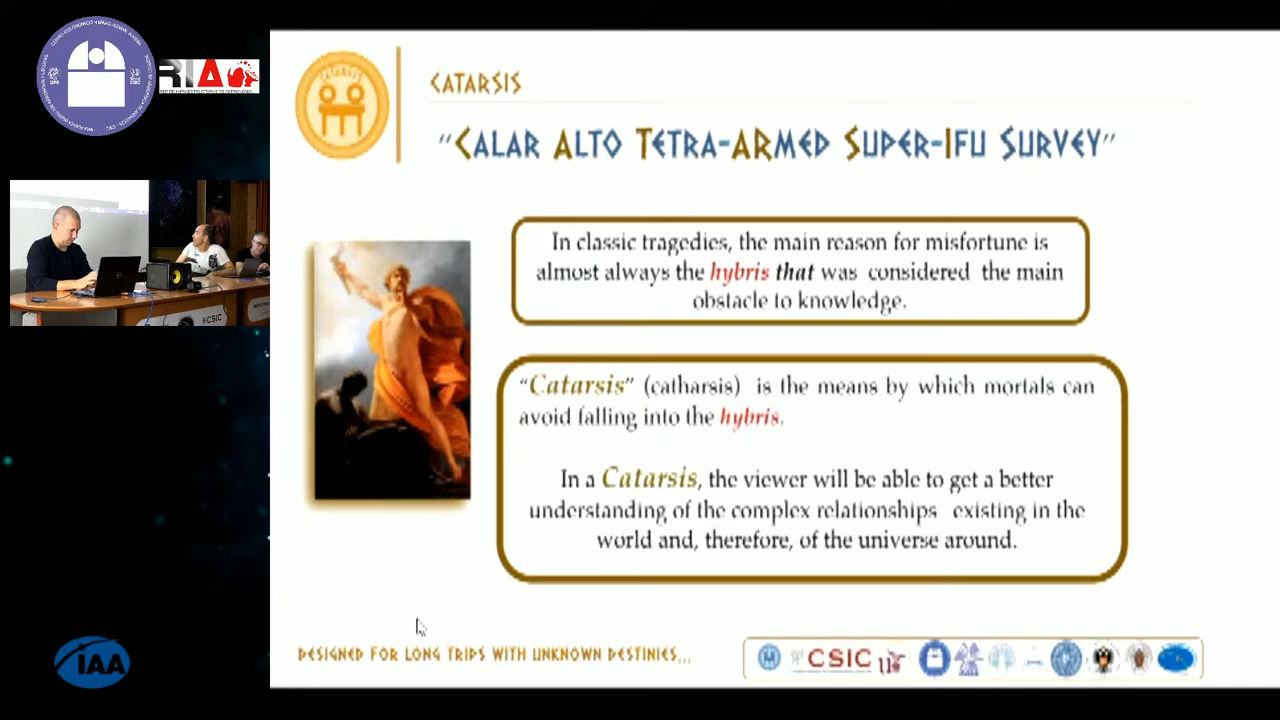 RIA
CATARSIS
"CALAR ALTO TETRA-ARMED SUPER-IFU SURVEY"
In classic tragedies, the main reason for misfortune is
almost always the hybris that was considered the main
obstacle to knowledge.
"Catarsis" (catharsis) is the means by which mortals can
avoid falling into the hybris.
In a Catarsis, the viewer will be able to get a better
understanding of the complex relationships existing in the
world and, therefore, of the universe around.
CSIC
DESIGNED FOR LONG TRIPS WITH UNKNOWN DESTINIES...
CSIC
IAA